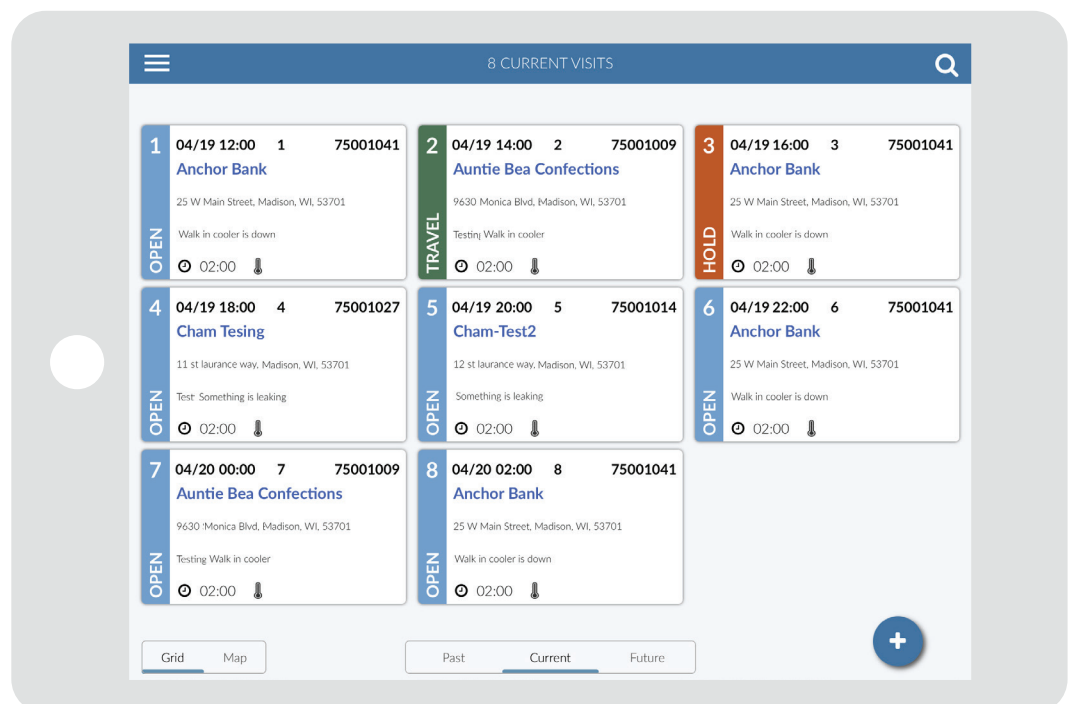 8 CURRENT VISITS
1 04/19 12:00 1 75001041
Anchor Bank
25 W Main Street, Madison, WI, 53701
Walk in cooler is down
OPEN 02:00
2 04/19 14:00 2 75001009
Auntie Bea Confections
9630 Monica Blvd, Madison, WI, 53701
Testing Walk in cooler
TRAVEL 02:00
3 04/19 16:00 3 75001041
Anchor Bank
25 W Main Street, Madison, WI, 53701
Walk in cooler is down
HOLD 02:00
4 04/19 18:00 4 75001027
Cham Tesing
11 st laurance way, Madison, WI, 53701
Test Something is leaking
OPEN 02:00
5 04/19 20:00 5 75001014
Cham-Test2
12 st laurance way, Madison, WI, 53701
Something is leaking
OPEN 02:00
6 04/19 22:00 6 75001041
Anchor Bank
25 W Main Street, Madison, WI, 53701
Walk in cooler is down
OPEN 02:00
7 04/20 00:00 7 75001009
Auntie Bea Confections
9630 Monica Blvd, Madison, WI, 53701
Testing Walk in cooler
OPEN 02:00
8 04/20 02:00 8 75001041
Anchor Bank
25 W Main Street, Madison, WI, 53701
Walk in cooler is down
OPEN 02:00
Grid Map Past Current Future